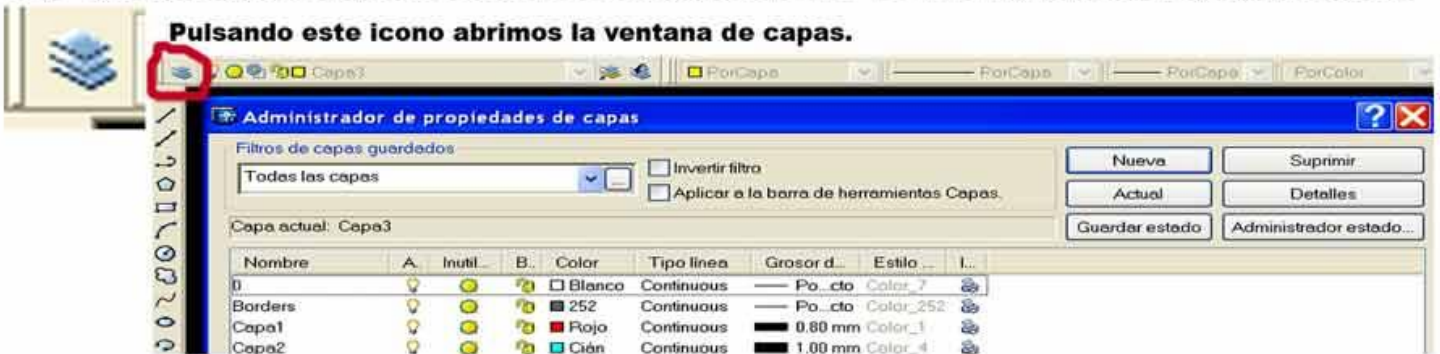 Pulsando este icono abrimos la ventana de capas.
Capa3 PorCapa PorCapa PorCapa PorColor
Administrador de propiedades de capas
Filtros de capas guardados
Todas las capas ...
Invertir filtro
Aplicar a la barra de herramientas Capas.
Nueva Suprimir
Actual Detalles
Capa actual: Capa3
Guardar estado Administrador estado...
Nombre A. Inutil... B.. Color Tipo línea Grosor d... Estilo ... I...
0 Blanco Continuous Po...cto Color_7
Borders 252 Continuous Po...cto Color_252
Capa1 Rojo Continuous 0.80 mm Color_1
Capa2 Cián Continuous 1.00 mm Color_4